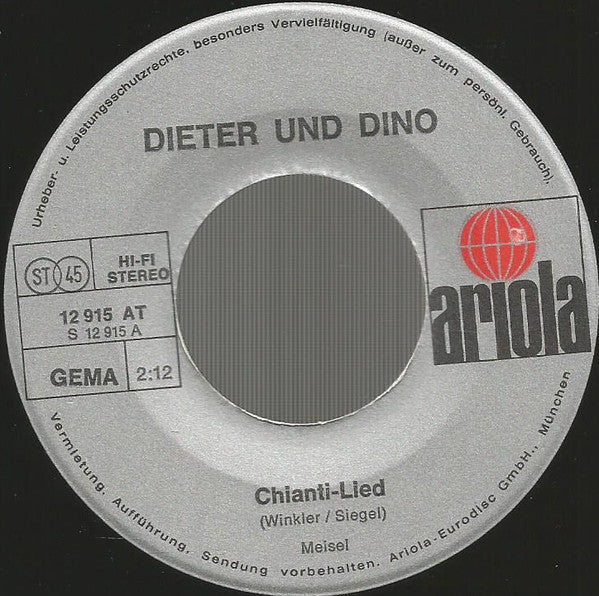 Urheber- u. Leistungsschutzrechte, besonders Vervielfältigung (außer zum persönl. Gebrauch),
DIETER UND DINO
ST 45
HI-FI
STEREO
12 915 AT
S 12 915 A
GEMA 2:12
ariola
Chianti-Lied
(Winkler / Siegel)
Meisel
Vermietung, Aufführung, Sendung vorbehalten. Ariola-Eurodisc GmbH., München